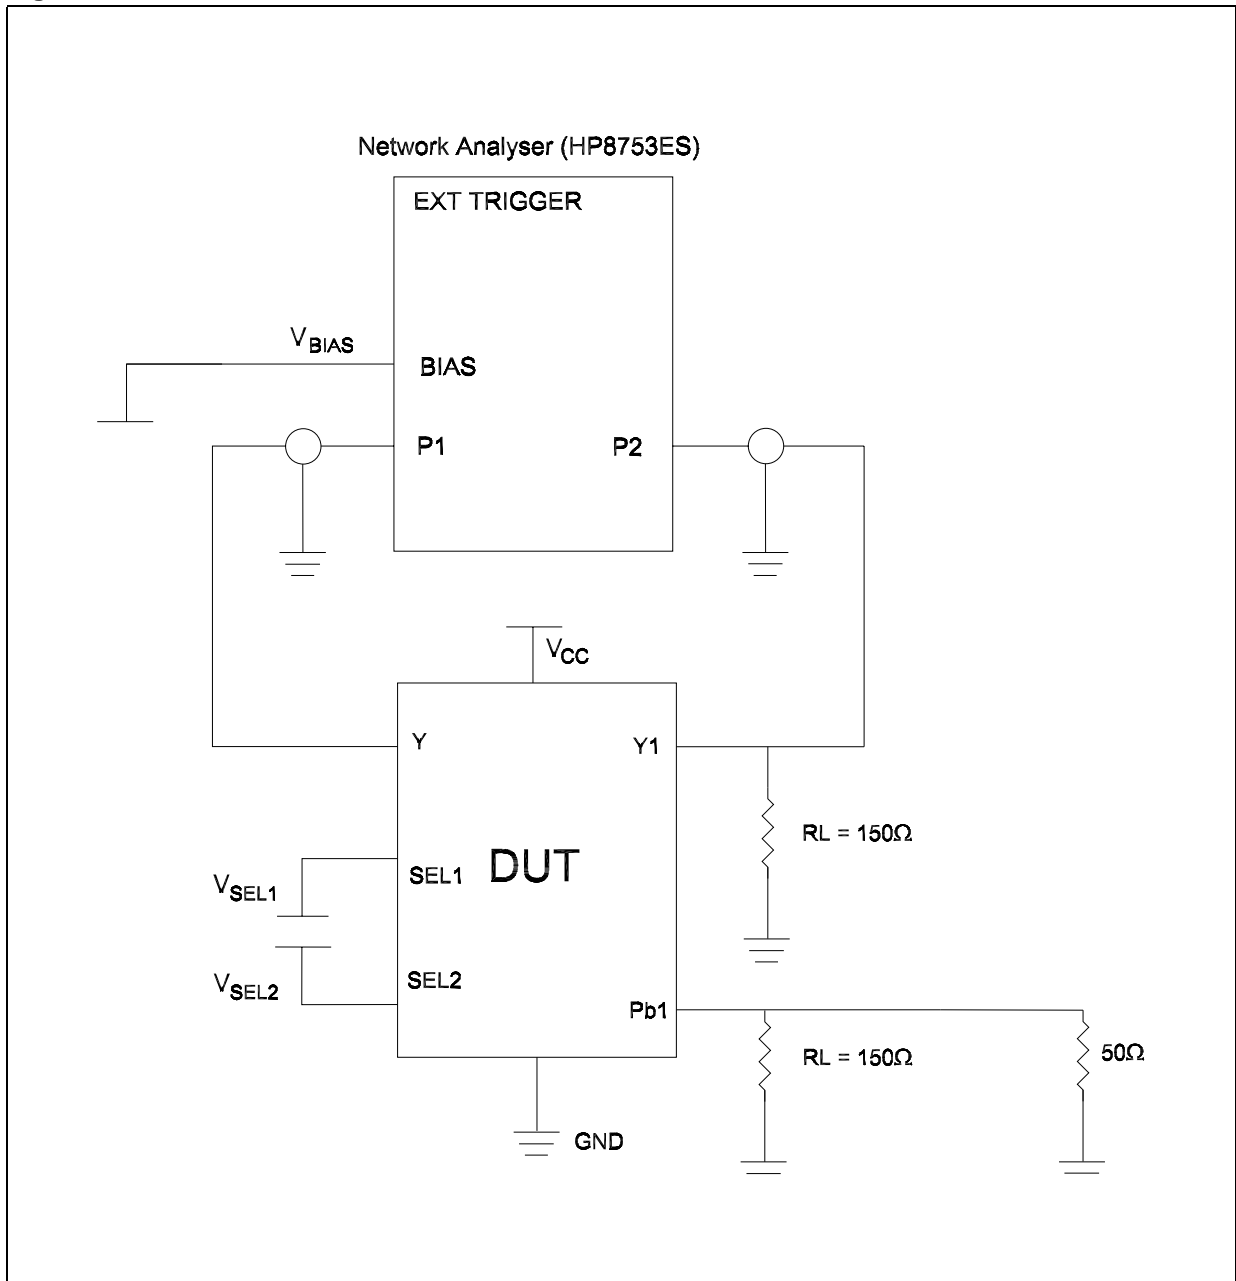 Network Analyser (HP8753ES)
EXT TRIGGER
VBIAS
BIAS
P1
P2
VCC
Y
Y1
RL = 150Ω
DUT
VSEL1
SEL1
VSEL2
SEL2
Pb1
RL = 150Ω
50Ω
GND